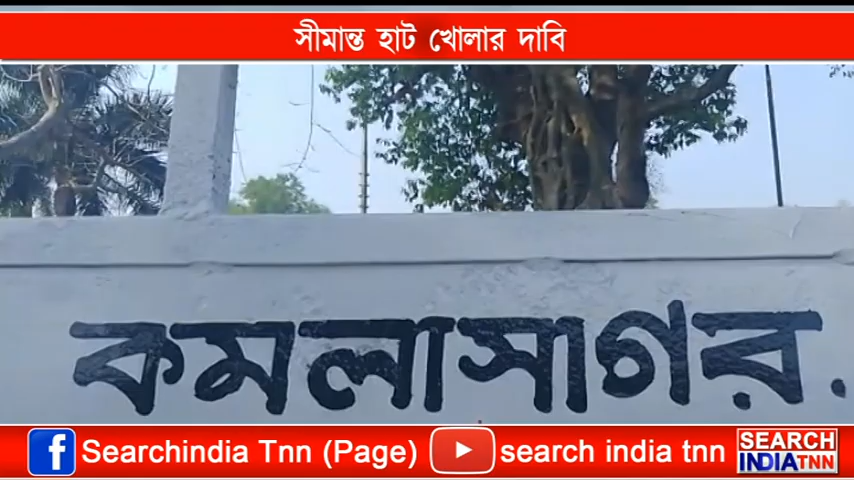 সীমান্ত হাট খোলার দাবি
কমলাসাগর.
f Searchindia Tnn (Page) search india tnn
SEARCH
INDIATNN